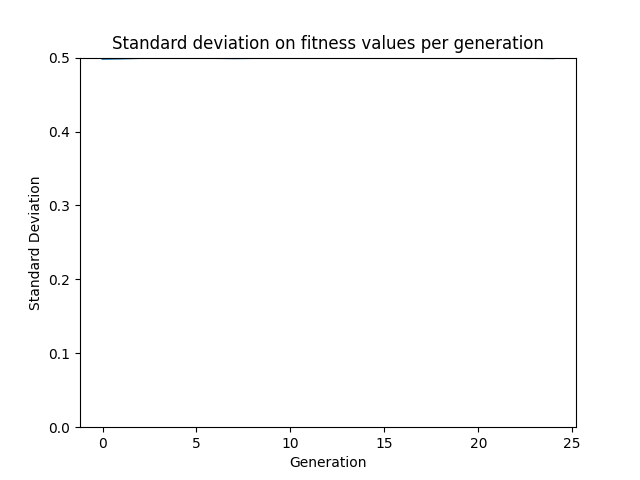 Standard deviation on fitness values per generation
0.5
0.4
0.3
0.2
0.1
0.0
Standard Deviation
0 5 10 15 20 25
Generation